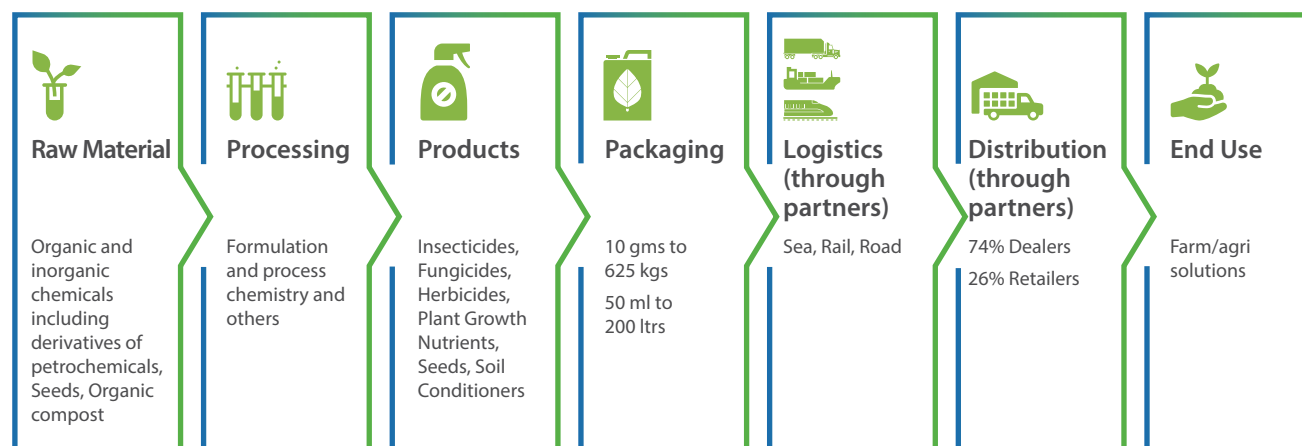 Raw Material
Organic and
inorganic
chemicals
including
derivatives of
petrochemicals,
Seeds, Organic
compost
Processing
Formulation
and process
chemistry and
others
Products
Insecticides,
Fungicides,
Herbicides,
Plant Growth
Nutrients,
Seeds, Soil
Conditioners
Packaging
10 gms to
625 kgs
50 ml to
200 ltrs
Logistics
(through
partners)
Sea, Rail, Road
Distribution
(through
partners)
74% Dealers
26% Retailers
End Use
Farm/agri
solutions